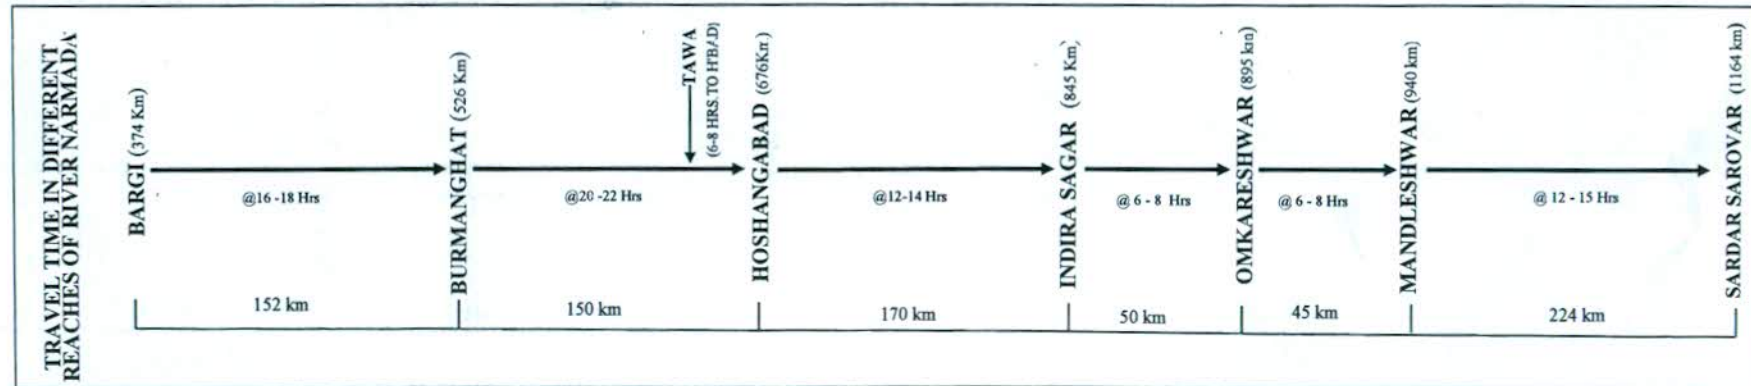 TRAVEL TIME IN DIFFERENT
REACHES OF RIVER NARMADA
BARGI (374 Km)
@16 -18 Hrs
BURMANGHAT (526 Km)
@20 -22 Hrs
TAWA
(6-8 HRS.TO H'BAD)
HOSHANGABAD (676Km)
@12-14 Hrs
INDIRA SAGAR (845 Km)
@ 6 - 8 Hrs
OMKARESHWAR (895 km)
@ 6 - 8 Hrs
MANDLESHWAR (940 km)
@ 12 - 15 Hrs
SARDAR SAROVAR (1164 km)
152 km
150 km
170 km
50 km
45 km
224 km